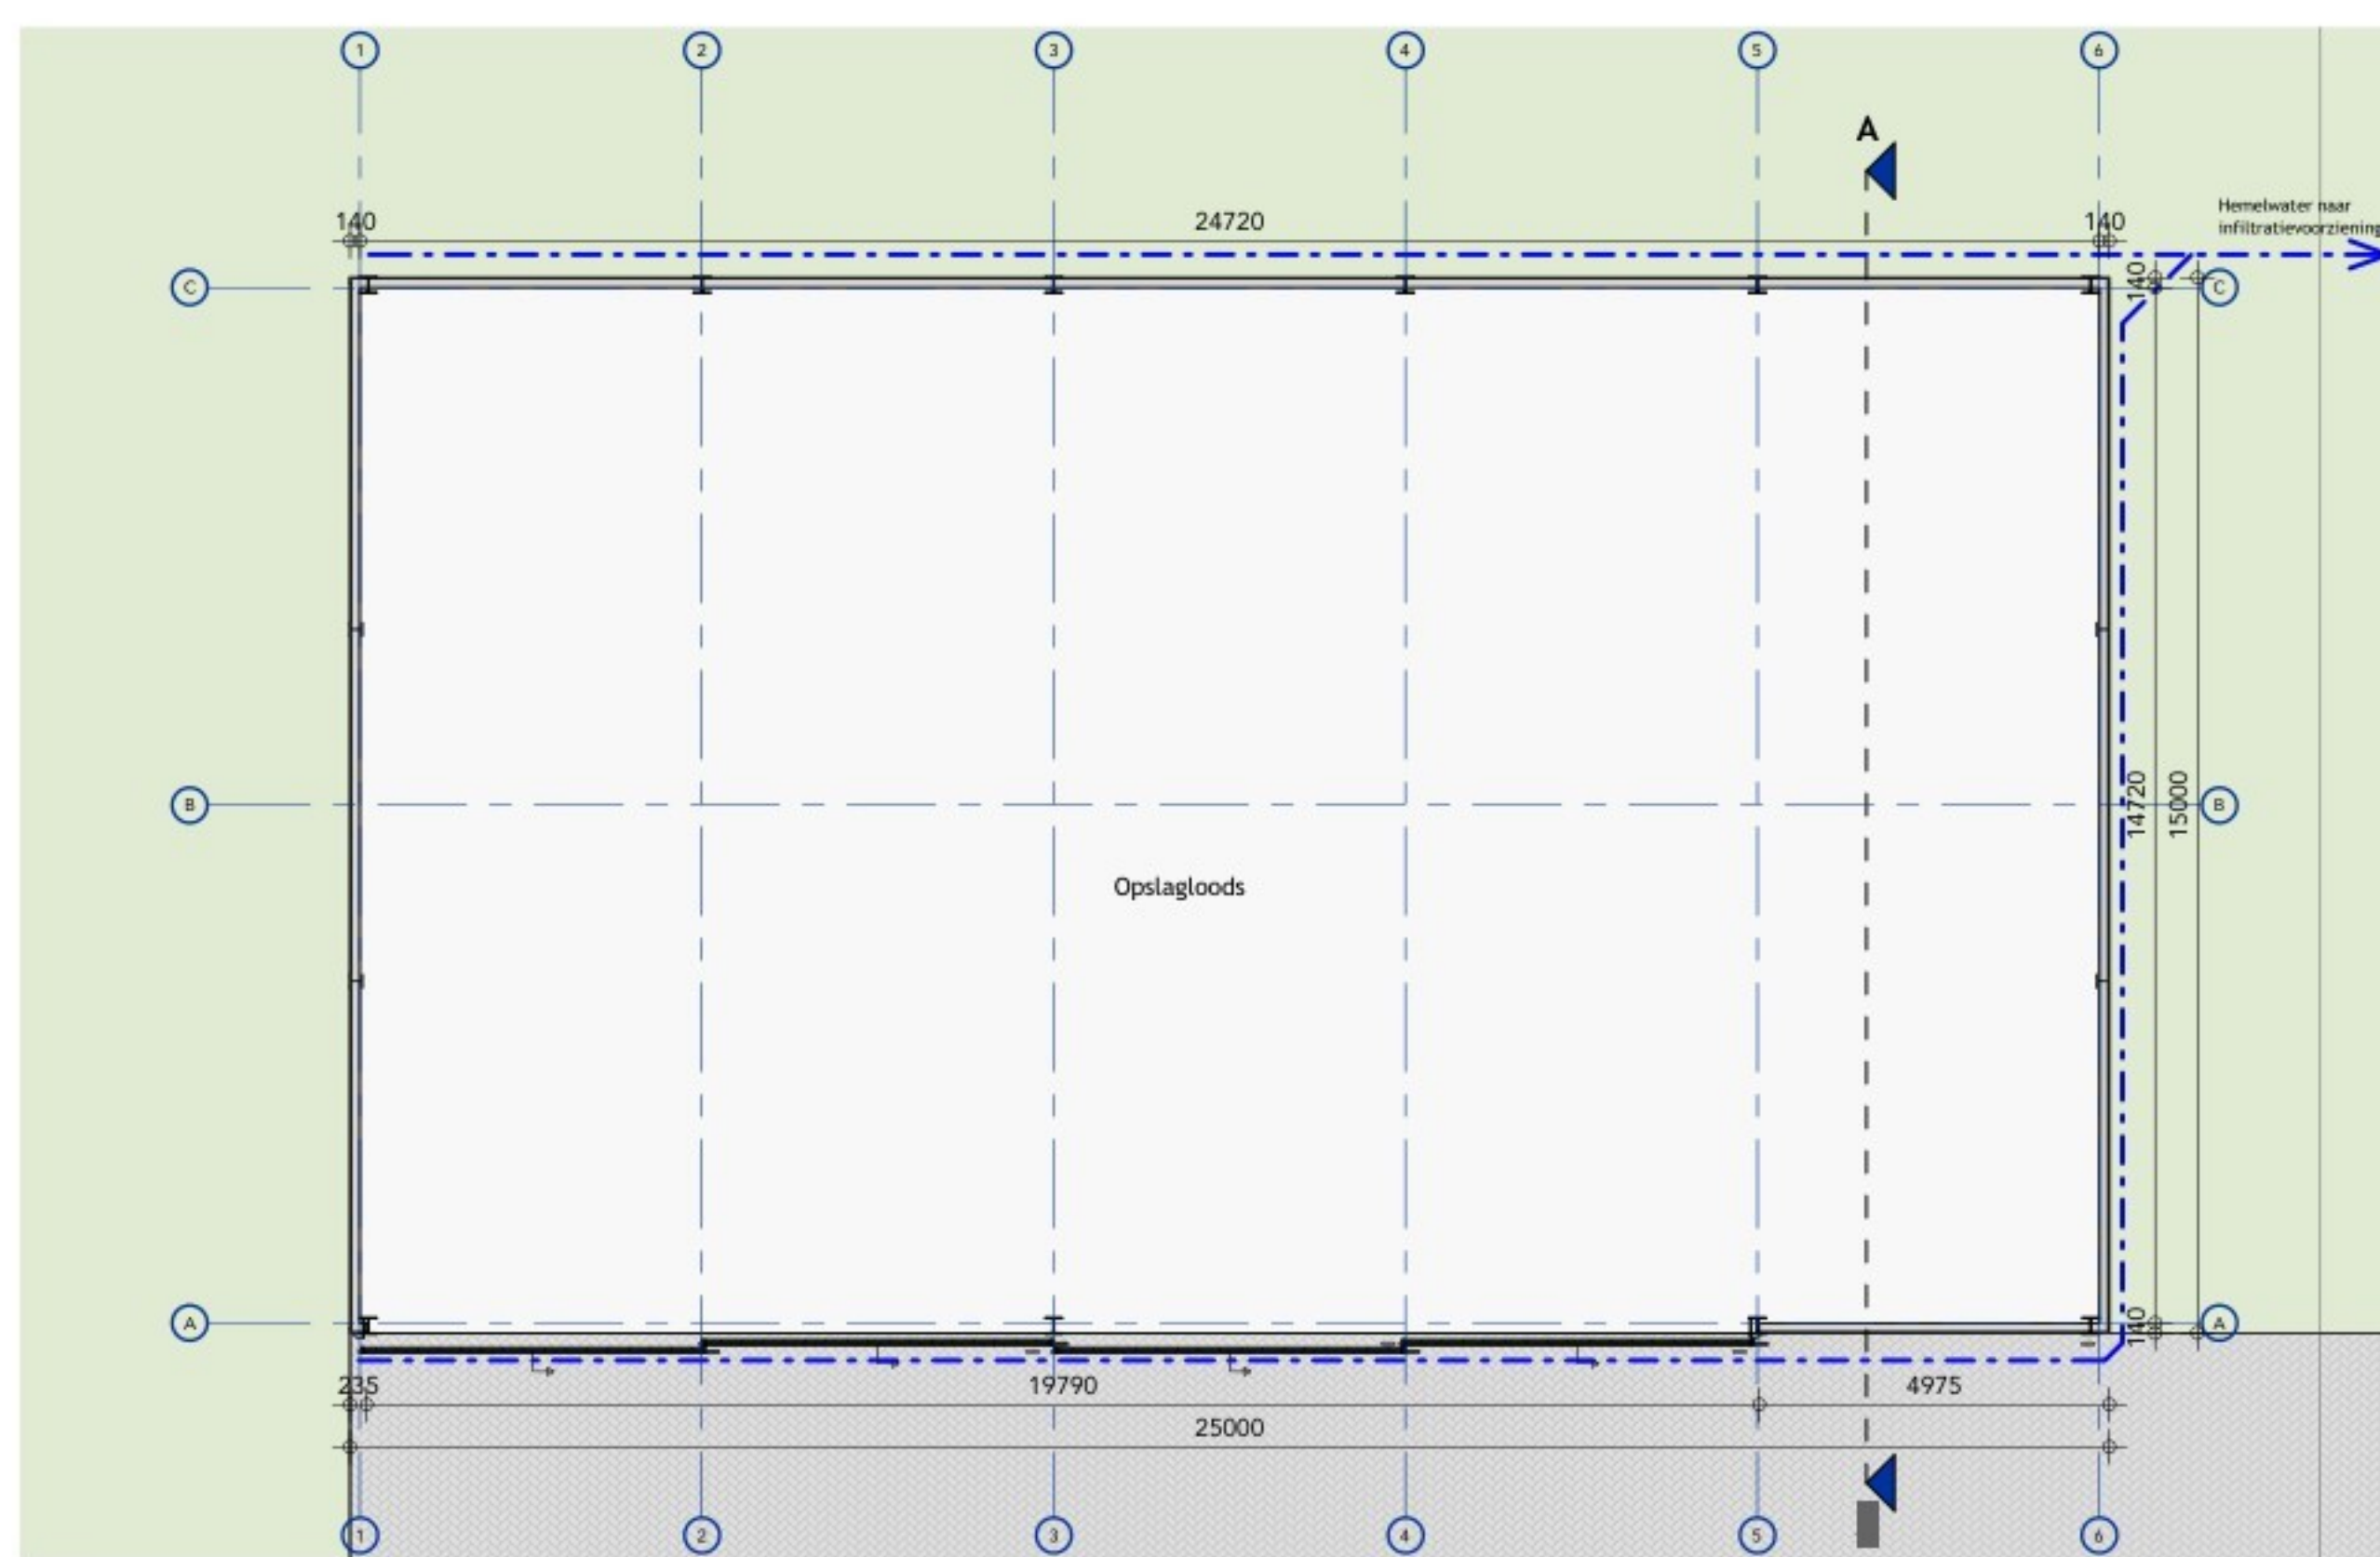 1 2 3 4 5 6
A
140 24720 140
Hemelwater naar
infiltratievoorziening
C 140 C
B 14720 15000 B
Opslagloods
A 140 A
235 19790 4975
25000
1 2 3 4 5 6